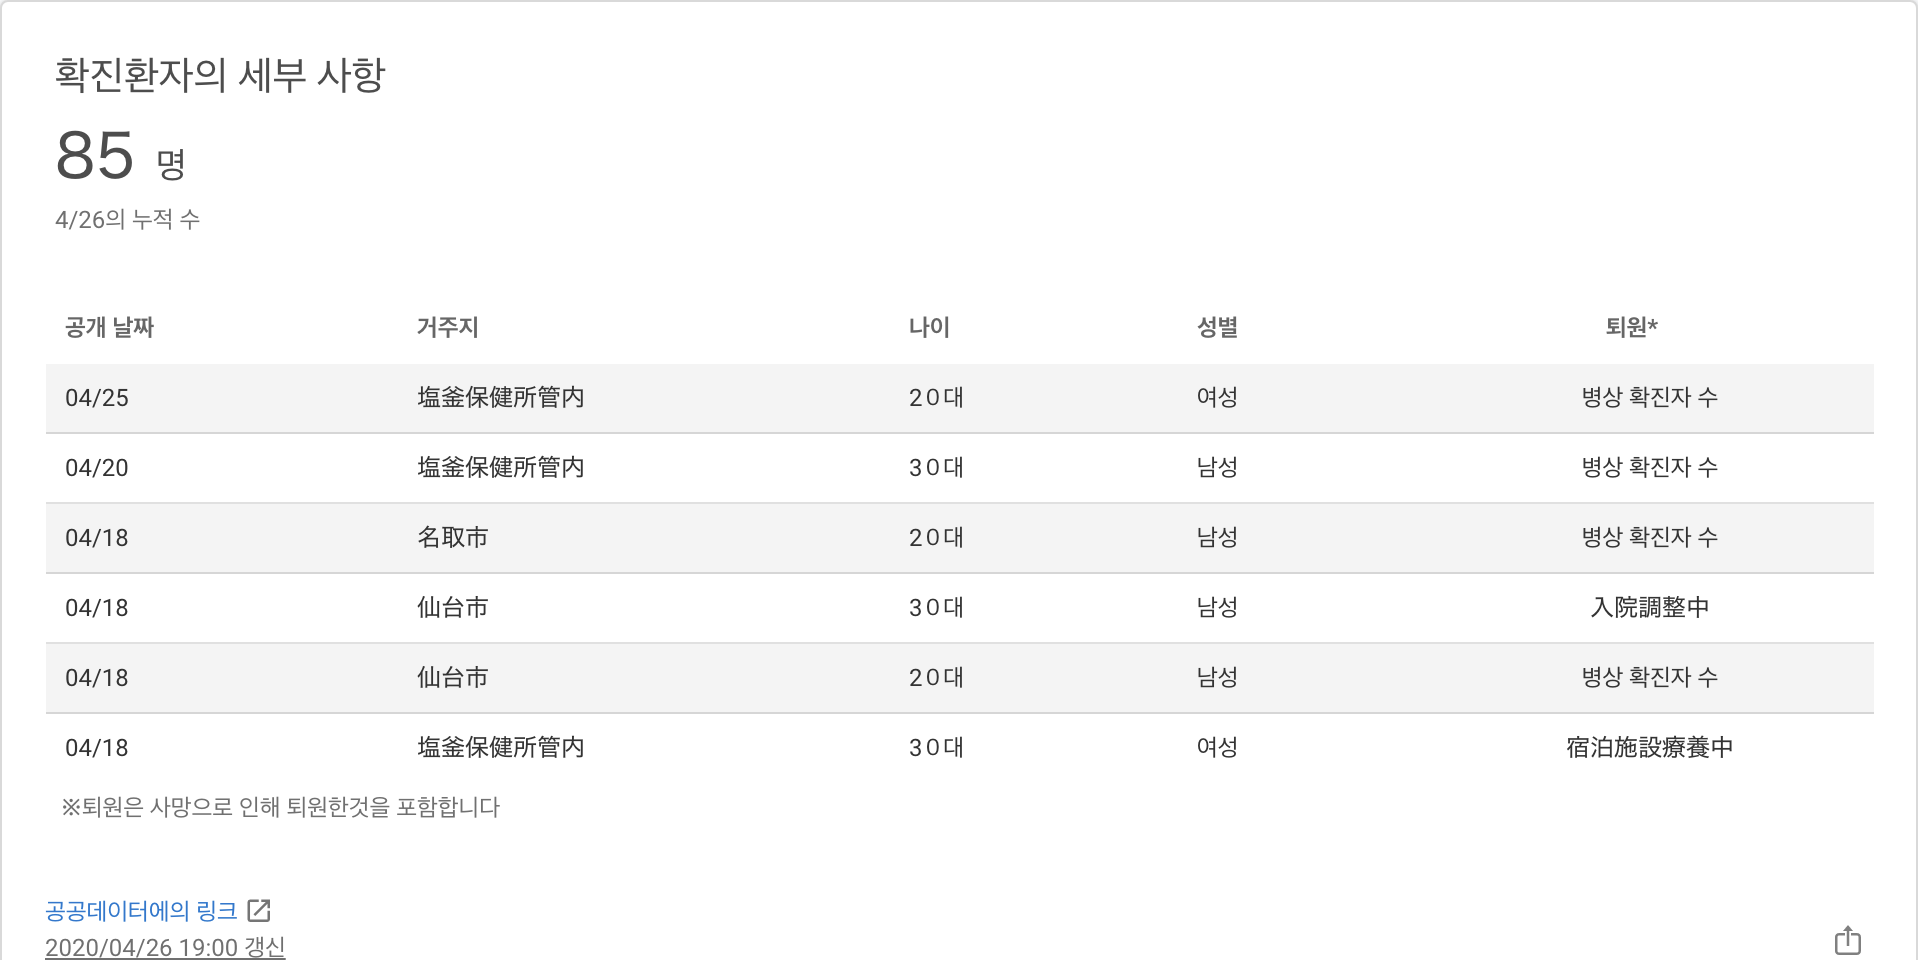 확진환자의 세부 사항
85 명
4/26의 누적 수
공개 날짜 거주지 나이 성별 퇴원*
04/25 塩釜保健所管内 2０대 여성 병상 확진자 수
04/20 塩釜保健所管内 3０대 남성 병상 확진자 수
04/18 名取市 2０대 남성 병상 확진자 수
04/18 仙台市 3０대 남성 入院調整中
04/18 仙台市 2０대 남성 병상 확진자 수
04/18 塩釜保健所管内 3０대 여성 宿泊施設療養中
※퇴원은 사망으로 인해 퇴원한것을 포함합니다
공공데이터에의 링크
2020/04/26 19:00 갱신